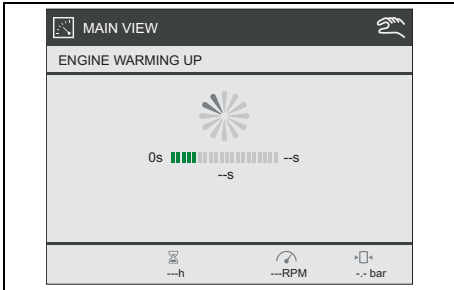 MAIN VIEW
ENGINE WARMING UP
0s --s
--s
---h ---RPM -.- bar